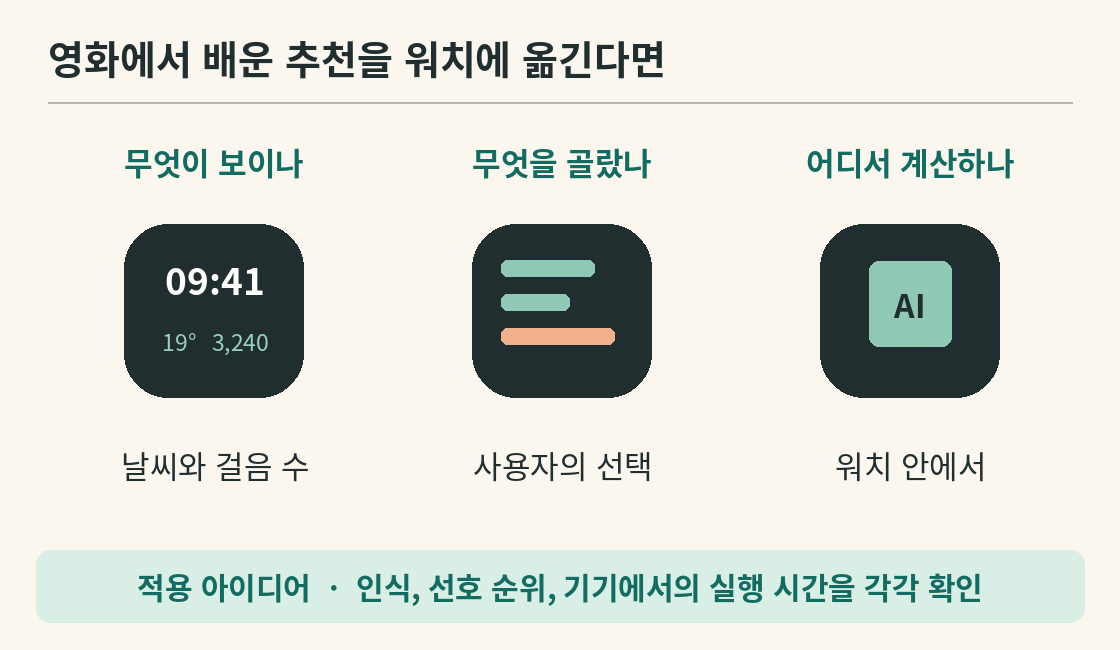 영화에서 배운 추천을 워치에 옮긴다면
무엇이 보이나
무엇을 골랐나
어디서 계산하나
09:41
19° 3,240
AI
날씨와 걸음 수
사용자의 선택
워치 안에서
적용 아이디어 · 인식, 선호 순위, 기기에서의 실행 시간을 각각 확인